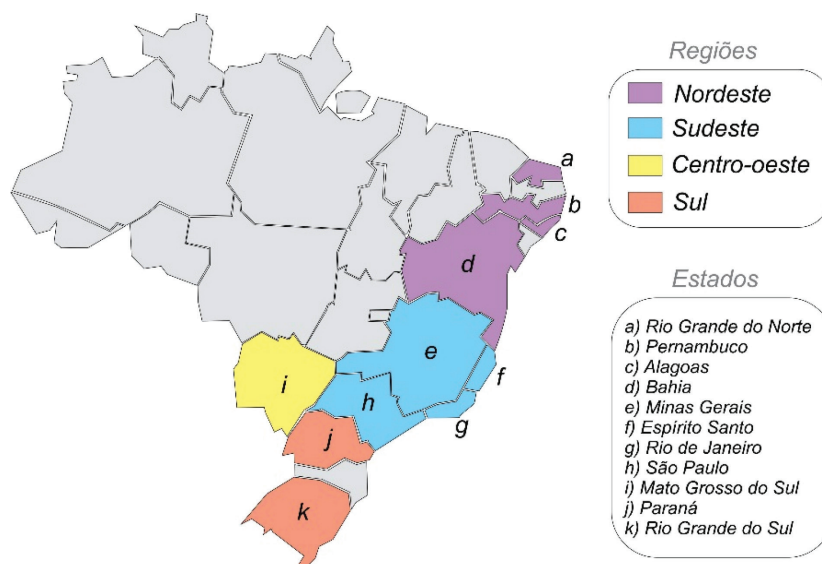 Regiões
Nordeste
Sudeste
Centro-oeste
Sul
a
b
c
d
e
f
g
h
i
j
k
Estados
a) Rio Grande do Norte
b) Pernambuco
c) Alagoas
d) Bahia
e) Minas Gerais
f) Espírito Santo
g) Rio de Janeiro
h) São Paulo
i) Mato Grosso do Sul
j) Paraná
k) Rio Grande do Sul